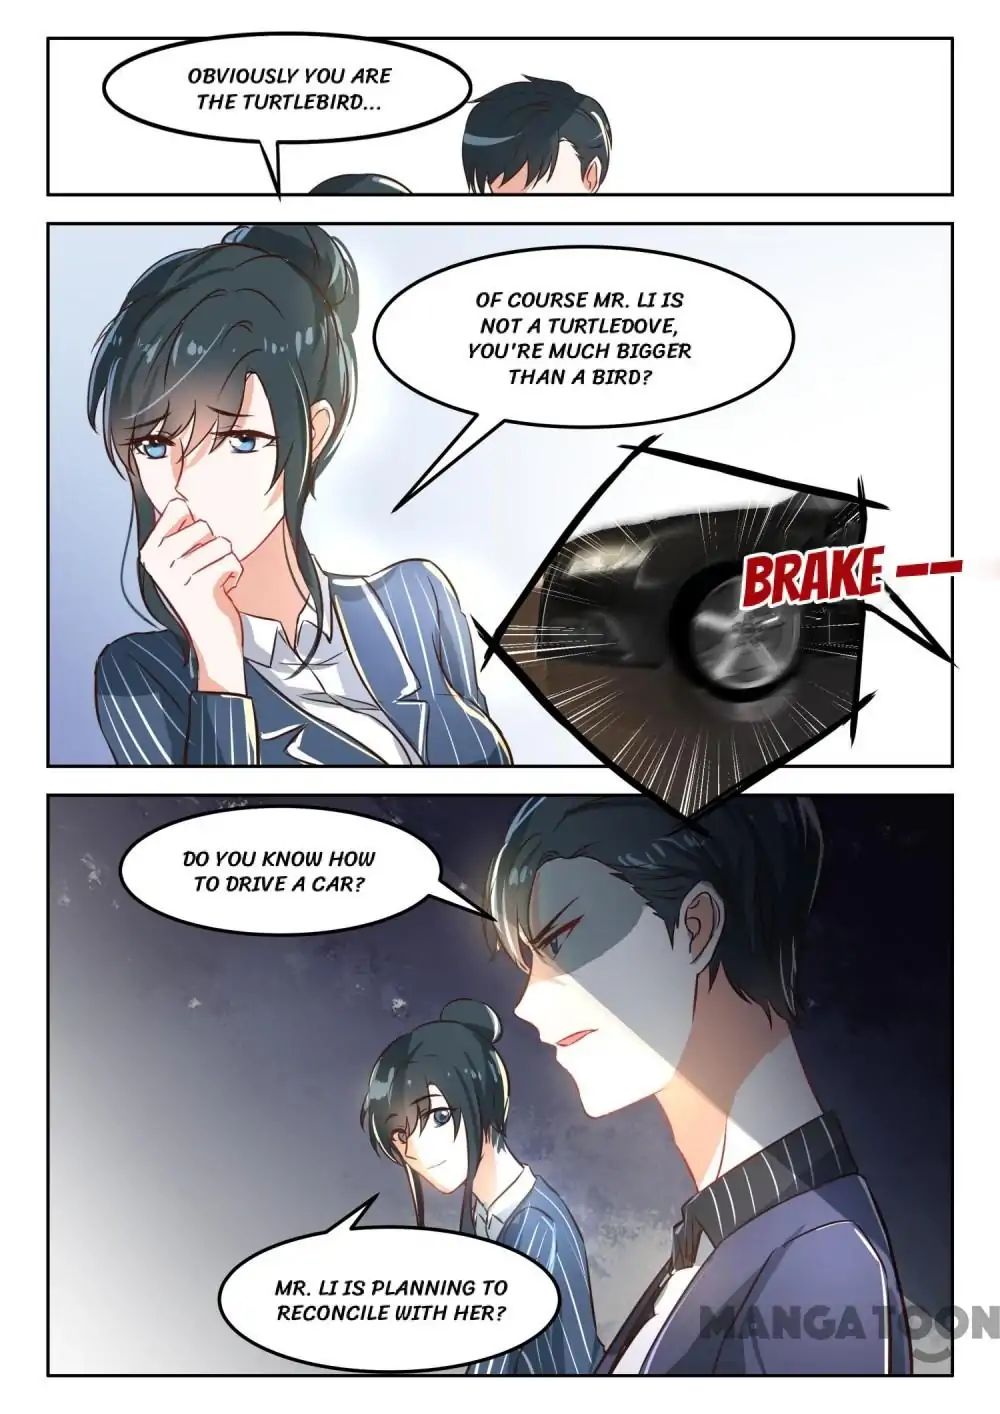 OBVIOUSLY YOU ARE
THE TURTLEBIRD...
OF COURSE MR. LI IS
NOT A TURTLEDOVE,
YOU'RE MUCH BIGGER
THAN A BIRD?
BRAKE --
DO YOU KNOW HOW
TO DRIVE A CAR?
MR. LI IS PLANNING TO
RECONCILE WITH HER?
MANGATOON